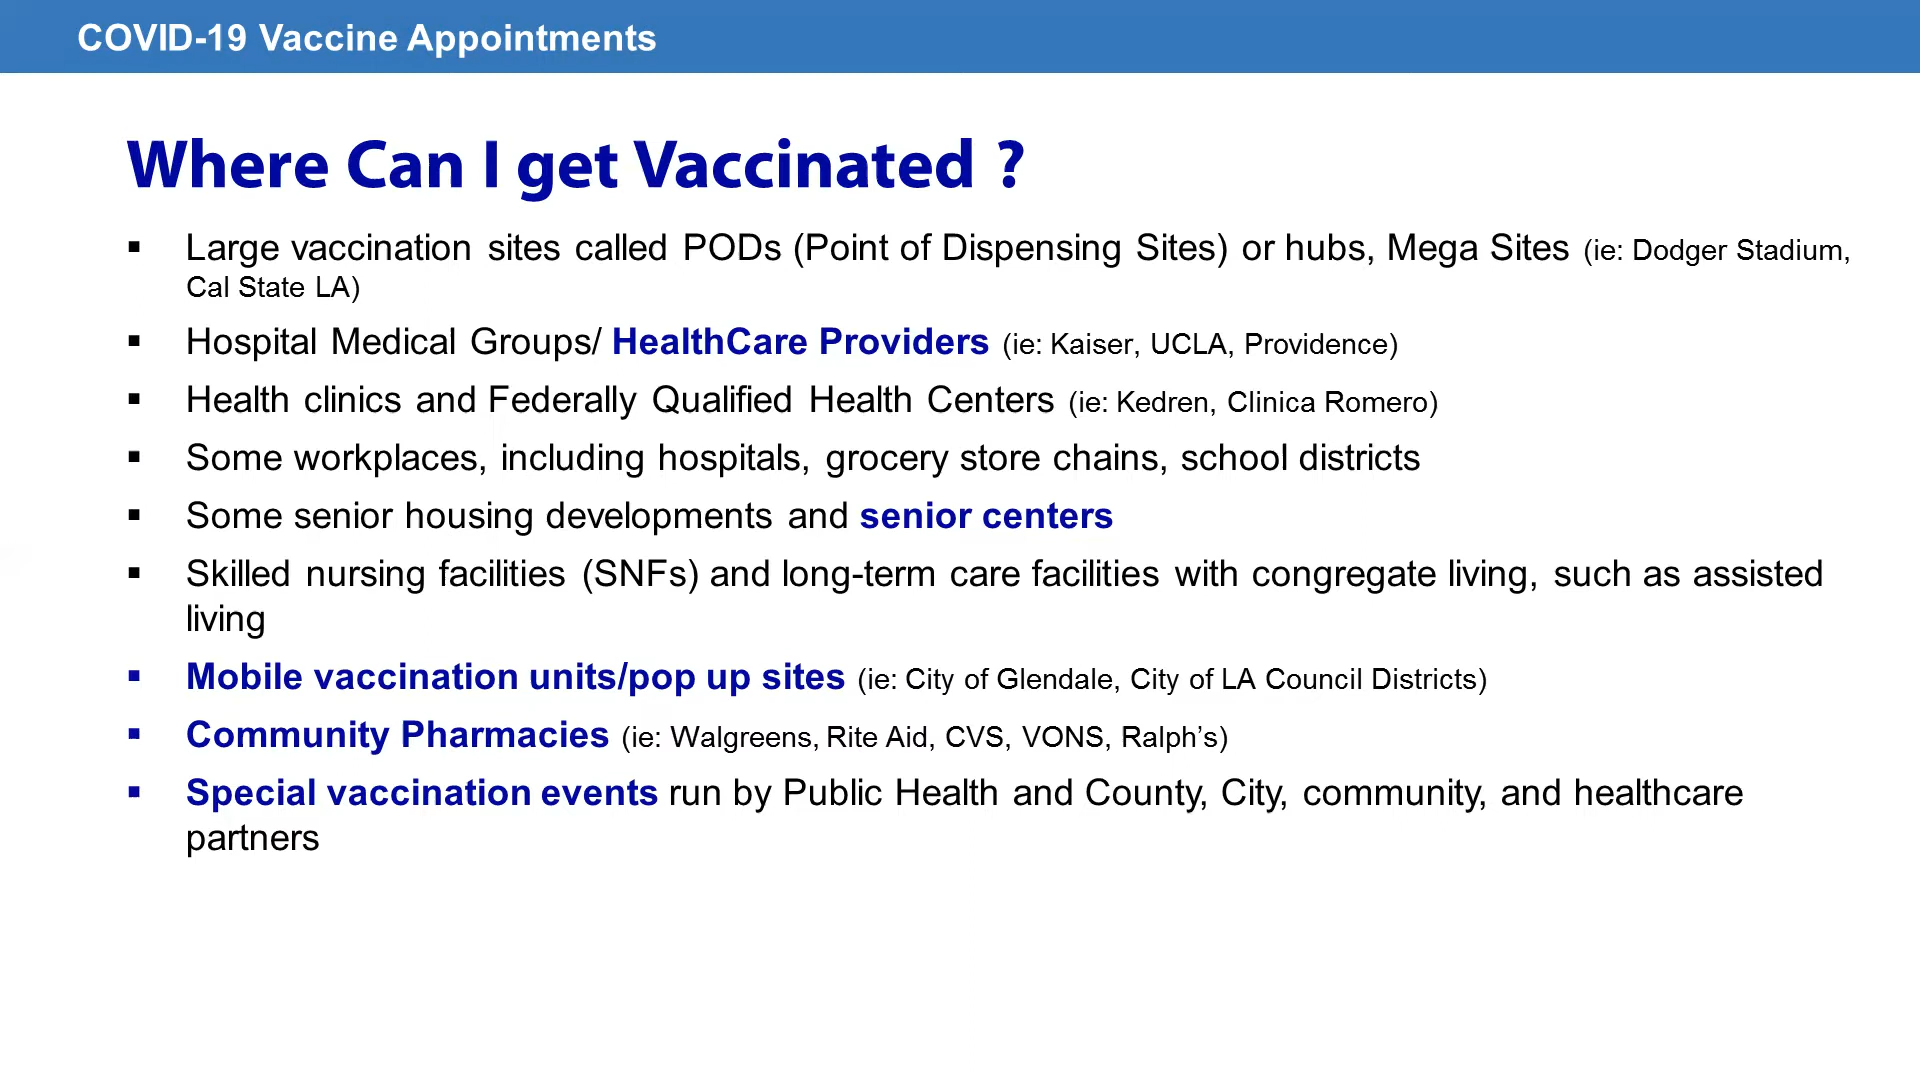 COVID-19 Vaccine Appointments
Where Can I get Vaccinated ?
▪ Large vaccination sites called PODs (Point of Dispensing Sites) or hubs, Mega Sites (ie: Dodger Stadium,
Cal State LA)
▪ Hospital Medical Groups/ HealthCare Providers (ie: Kaiser, UCLA, Providence)
▪ Health clinics and Federally Qualified Health Centers (ie: Kedren, Clinica Romero)
▪ Some workplaces, including hospitals, grocery store chains, school districts
▪ Some senior housing developments and senior centers
▪ Skilled nursing facilities (SNFs) and long-term care facilities with congregate living, such as assisted
living
▪ Mobile vaccination units/pop up sites (ie: City of Glendale, City of LA Council Districts)
▪ Community Pharmacies (ie: Walgreens, Rite Aid, CVS, VONS, Ralph’s)
▪ Special vaccination events run by Public Health and County, City, community, and healthcare
partners